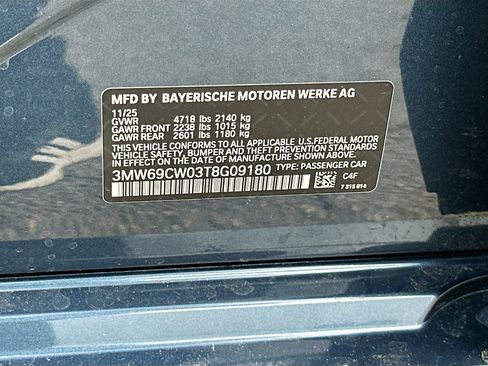 MFD BY BAYERISCHE MOTOREN WERKE AG
11/25
GVWR 4718 lbs 2140 kg
GAWR FRONT 2238 lbs 1015 kg
GAWR REAR 2601 lbs 1180 kg
THIS VEHICLE CONFORMS TO ALL APPLICABLE U.S.FEDERAL MOTOR
VEHICLE SAFETY, BUMPER AND THEFT PREVENTION STANDARDS
IN EFFECT ON THE DATE OF MANUFACTURE SHOWN ABOVE.
3MW69CW03T8G09180 TYPE: PASSENGER CAR
C4F
7 315 814